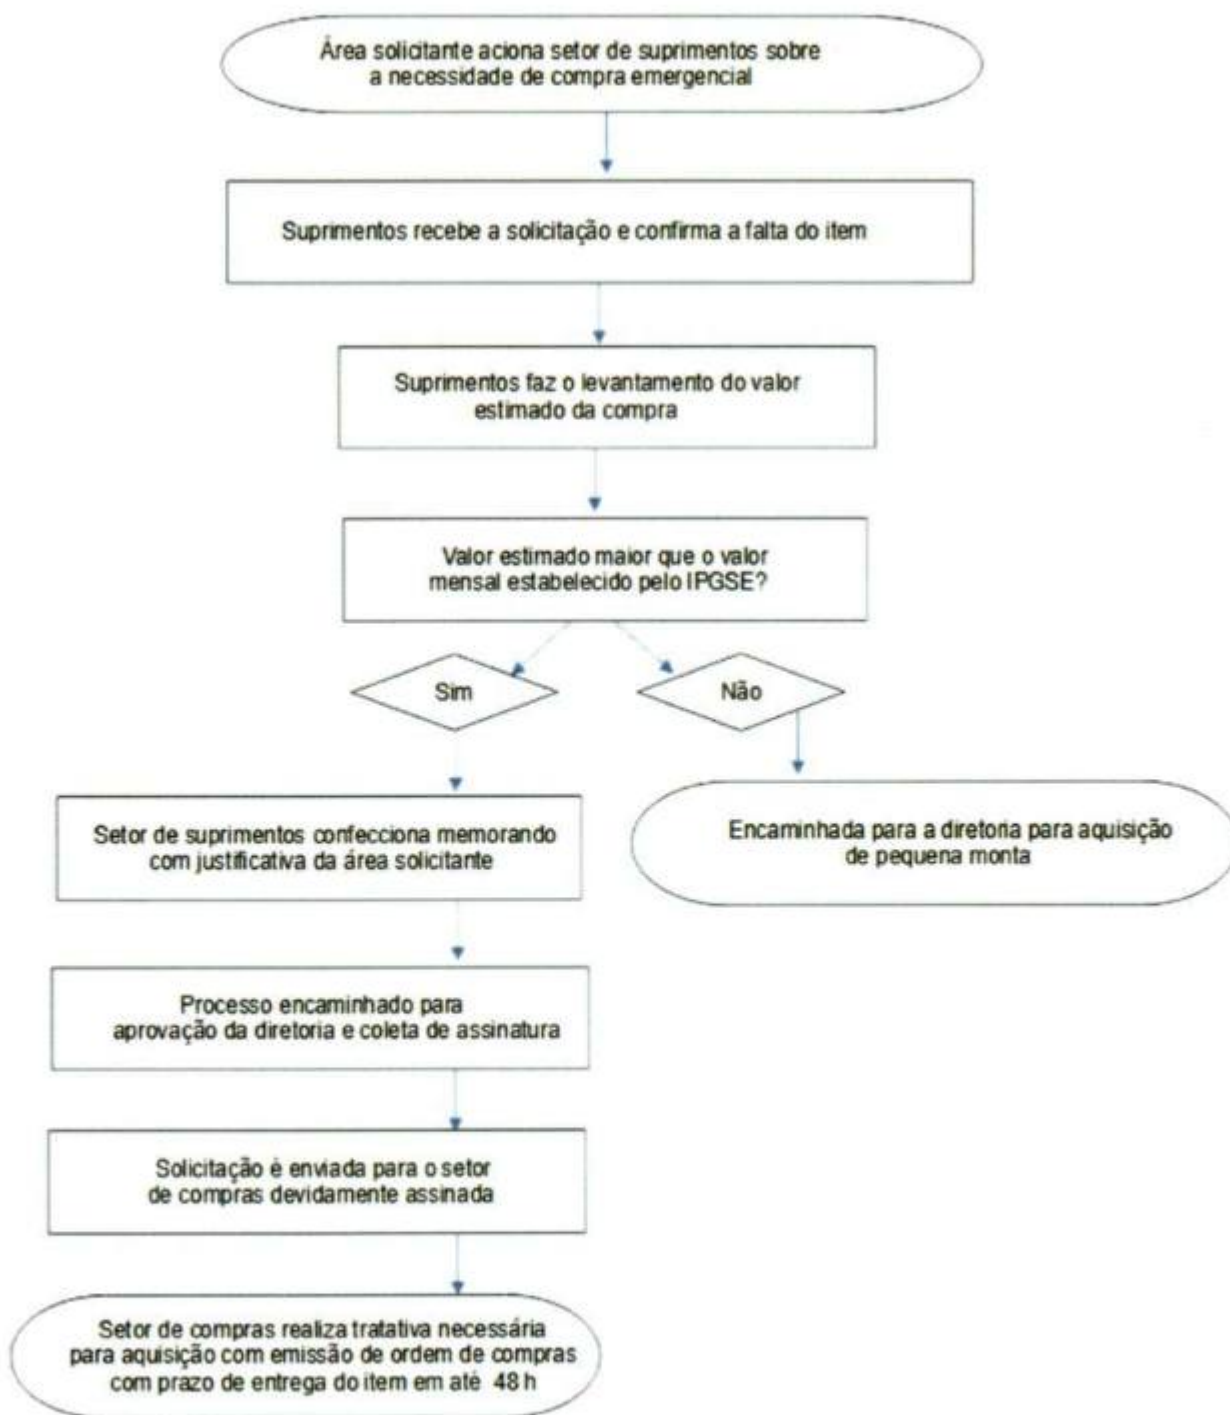 Área solicitante aciona setor de suprimentos sobre
a necessidade de compra emergencial
Suprimentos recebe a solicitação e confirma a falta do item
Suprimentos faz o levantamento do valor
estimado da compra
Valor estimado maior que o valor
mensal estabelecido pelo IPGSE?
Sim
Não
Setor de suprimentos confecciona memorando
com justificativa da área solicitante
Encaminhada para a diretoria para aquisição
de pequena monta
Processo encaminhado para
aprovação da diretoria e coleta de assinatura
Solicitação é enviada para o setor
de compras devidamente assinada
Setor de compras realiza tratativa necessária
para aquisição com emissão de ordem de compras
com prazo de entrega do item em até 48 h